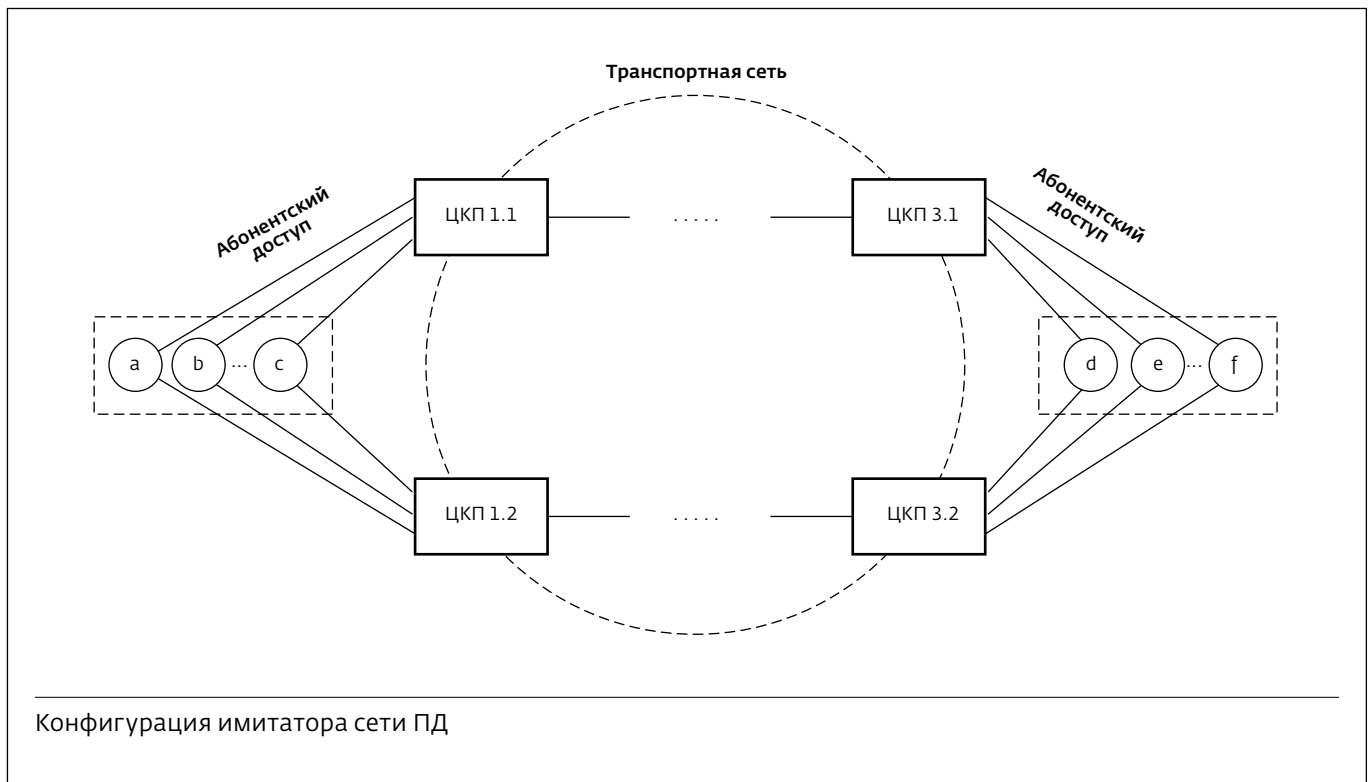 Транспортная сеть
Абонентский
доступ
Абонентский
доступ
ЦКП 1.1
.....
ЦКП 3.1
a
b
...
c
d
e
...
f
ЦКП 1.2
.....
ЦКП 3.2
Конфигурация имитатора сети ПД